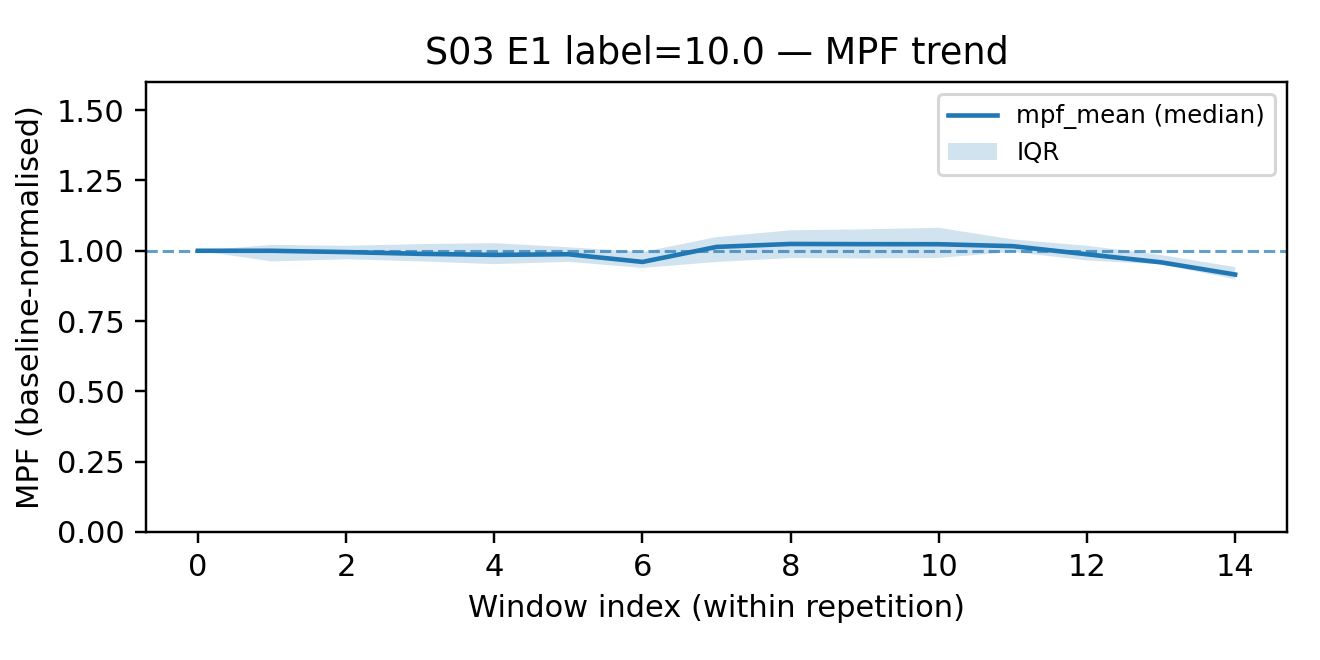 S03 E1 label=10.0 — MPF trend
MPF (baseline-normalised)
1.50
1.25
1.00
0.75
0.50
0.25
0.00
mpf_mean (median)
IQR
0 2 4 6 8 10 12 14
Window index (within repetition)